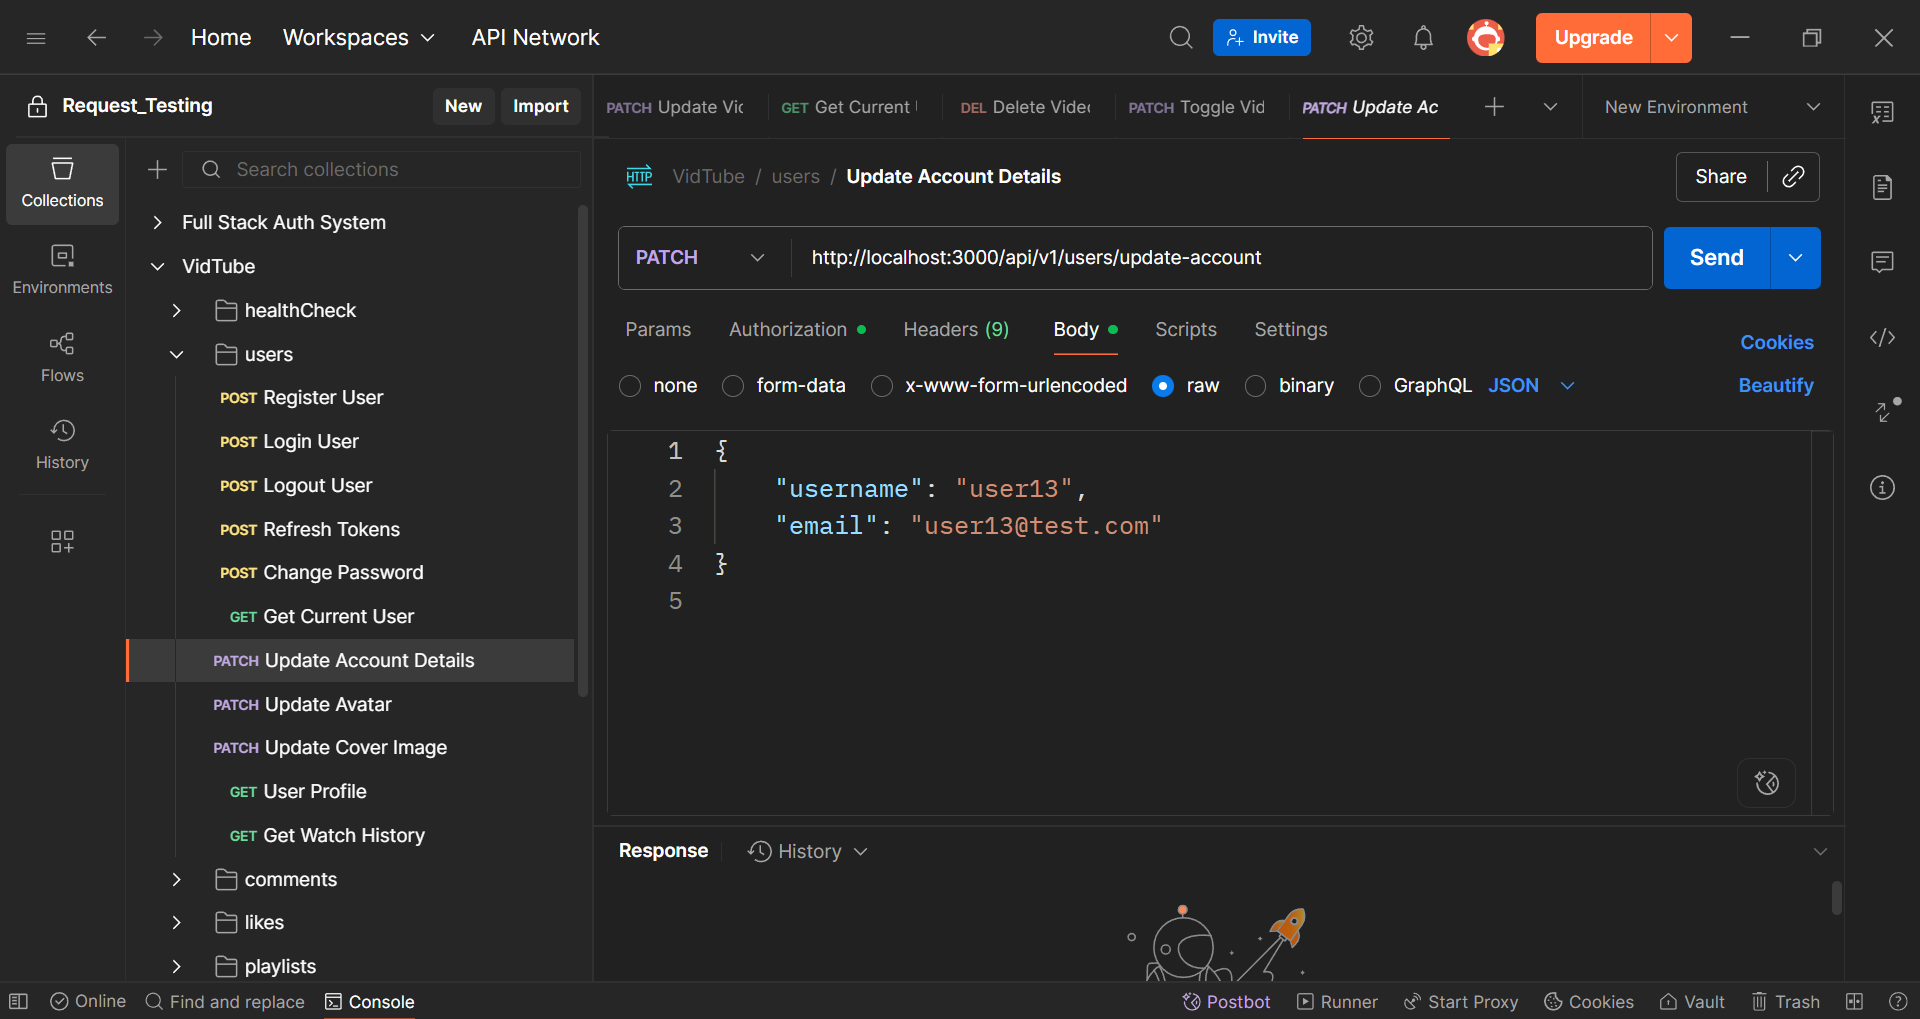 Home Workspaces API Network Invite Upgrade
Request_Testing New Import
PATCH Update Vic GET Get Current DEL Delete Videc PATCH Toggle Vid PATCH Update Ac New Environment
Collections
Environments
Flows
History
Search collections
Full Stack Auth System
VidTube
healthCheck
users
POST Register User
POST Login User
POST Logout User
POST Refresh Tokens
POST Change Password
GET Get Current User
PATCH Update Account Details
PATCH Update Avatar
PATCH Update Cover Image
GET User Profile
GET Get Watch History
comments
likes
playlists
HTTP VidTube / users / Update Account Details Share
PATCH http://localhost:3000/api/v1/users/update-account Send
Params Authorization Headers (9) Body Scripts Settings Cookies
none form-data x-www-form-urlencoded raw binary GraphQL JSON Beautify
1 {
2 "username": "user13",
3 "email": "user13@test.com"
4 }
5
Response History
Online Find and replace Console Postbot Runner Start Proxy Cookies Vault Trash